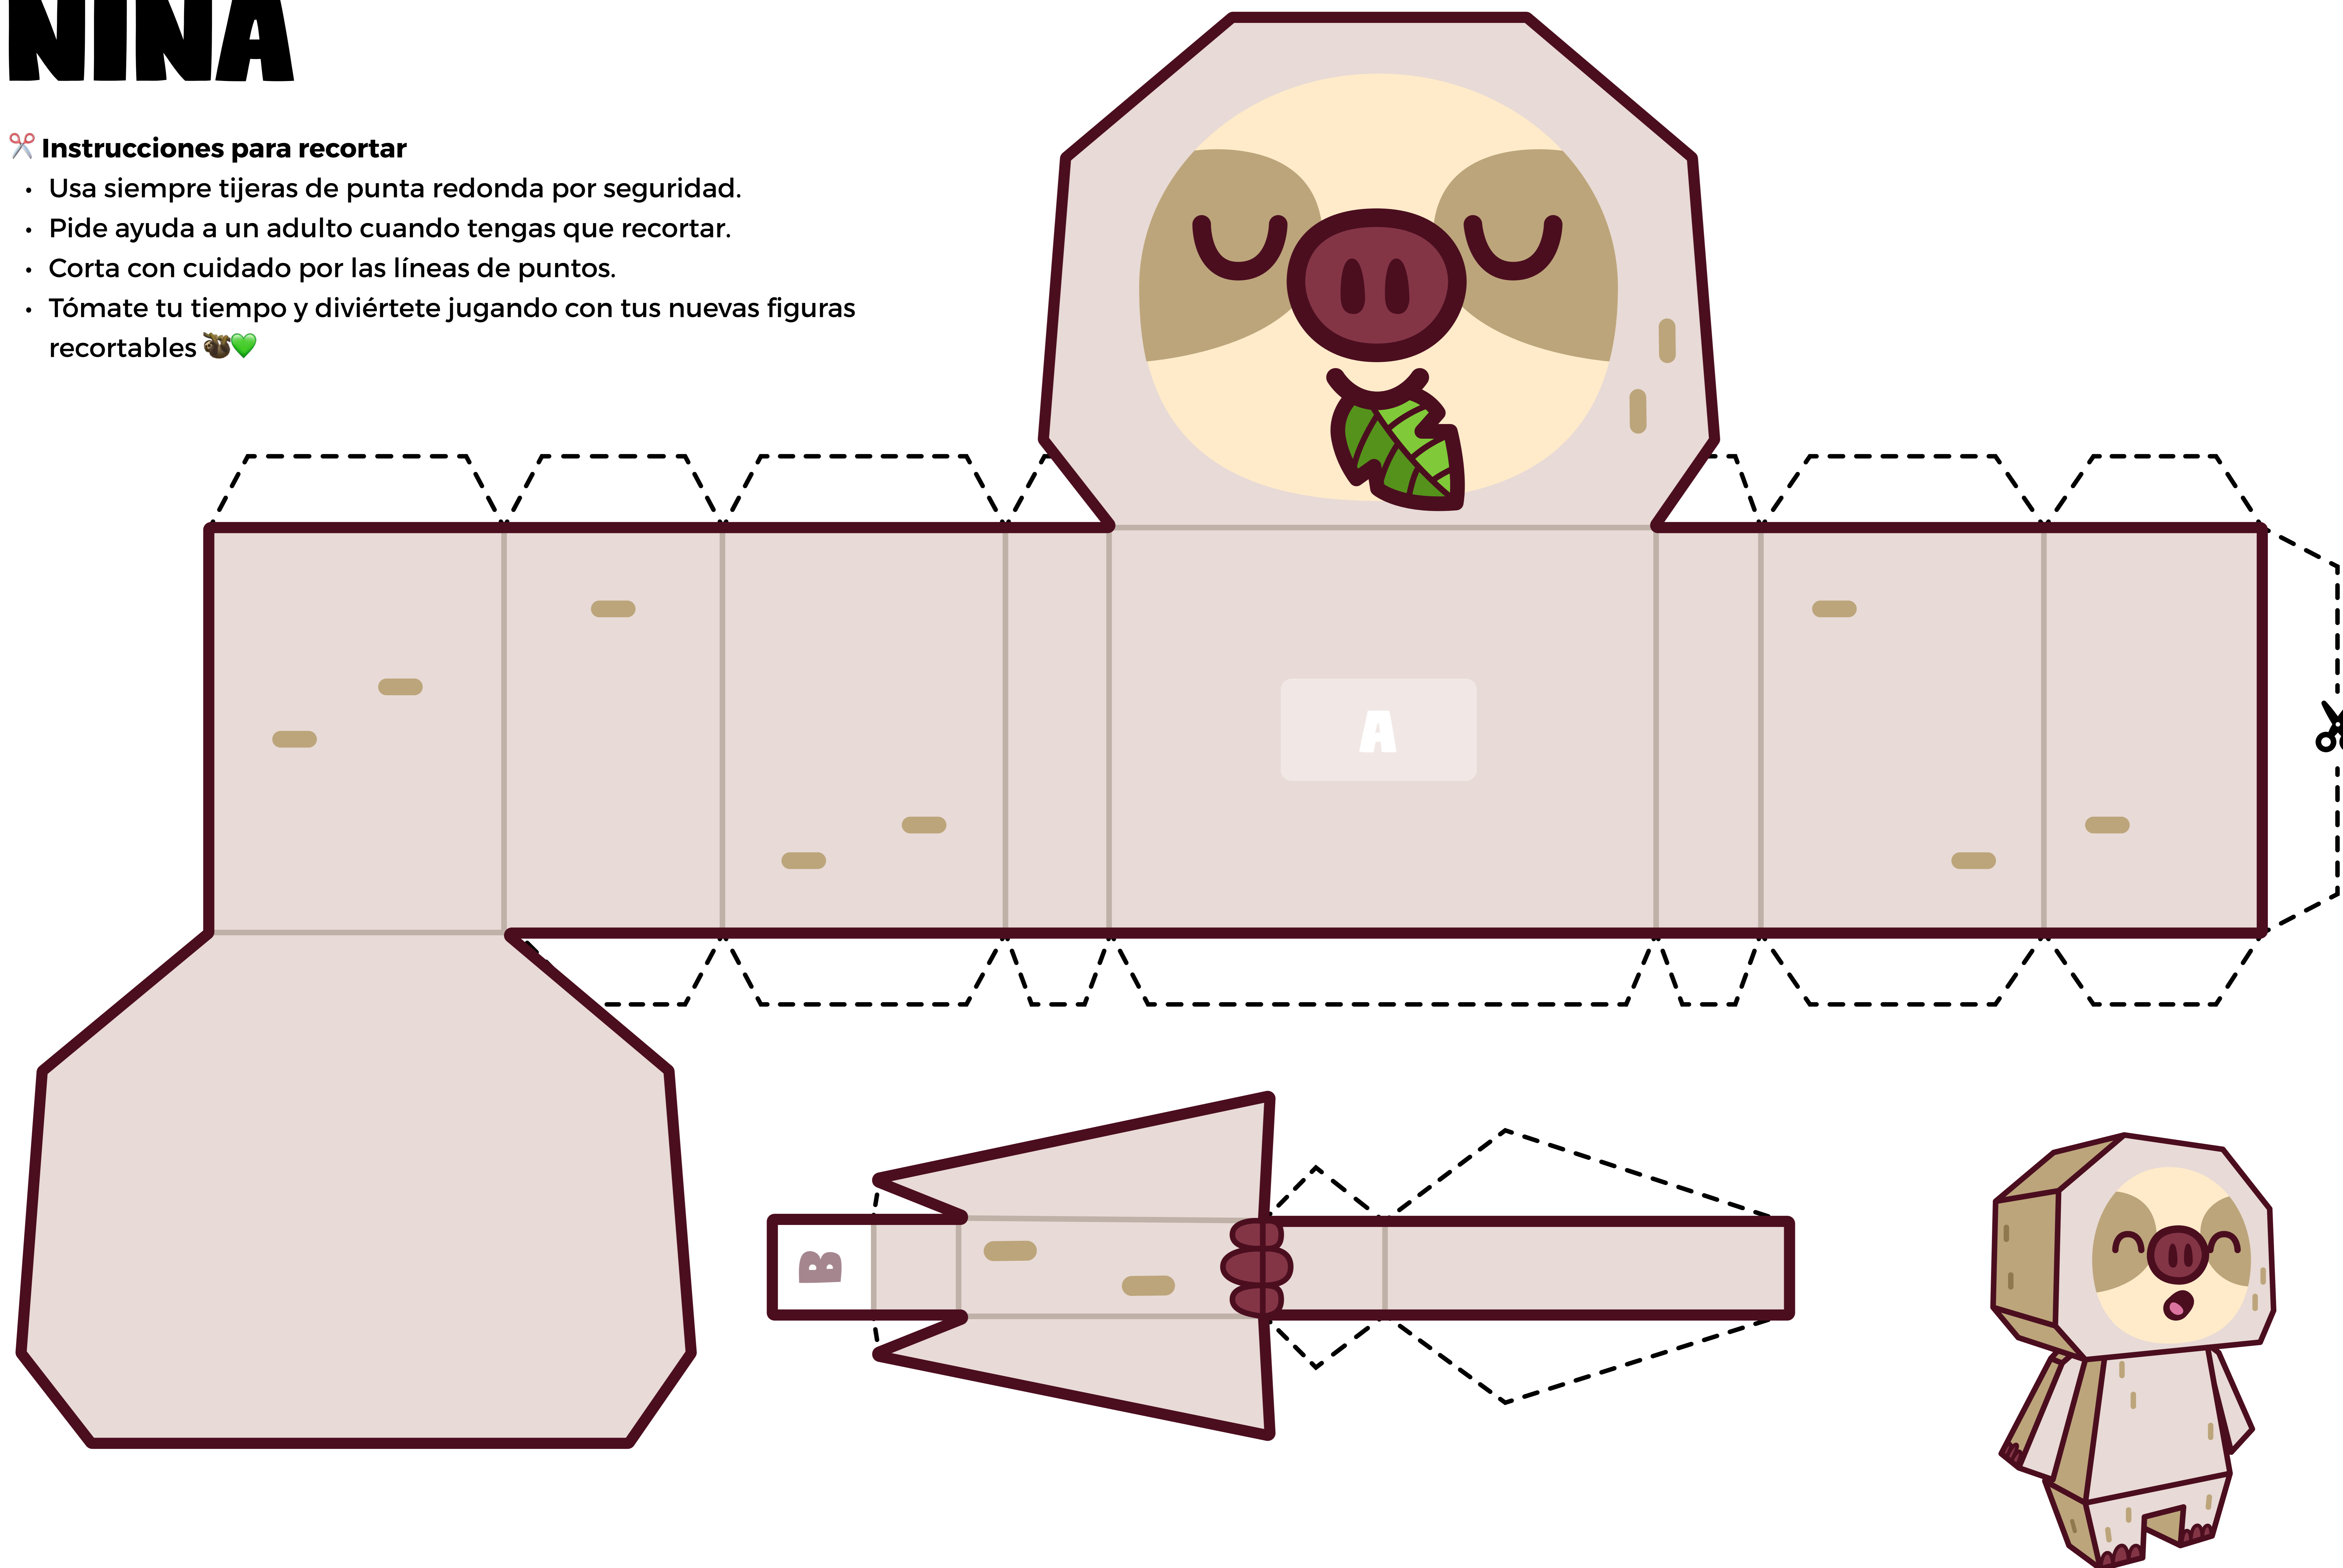 NINA
✂️ Instrucciones para recortar
• Usa siempre tijeras de punta redonda por seguridad.
• Pide ayuda a un adulto cuando tengas que recortar.
• Corta con cuidado por las líneas de puntos.
• Tómate tu tiempo y diviértete jugando con tus nuevas figuras
recortables 🦥💚
A
B